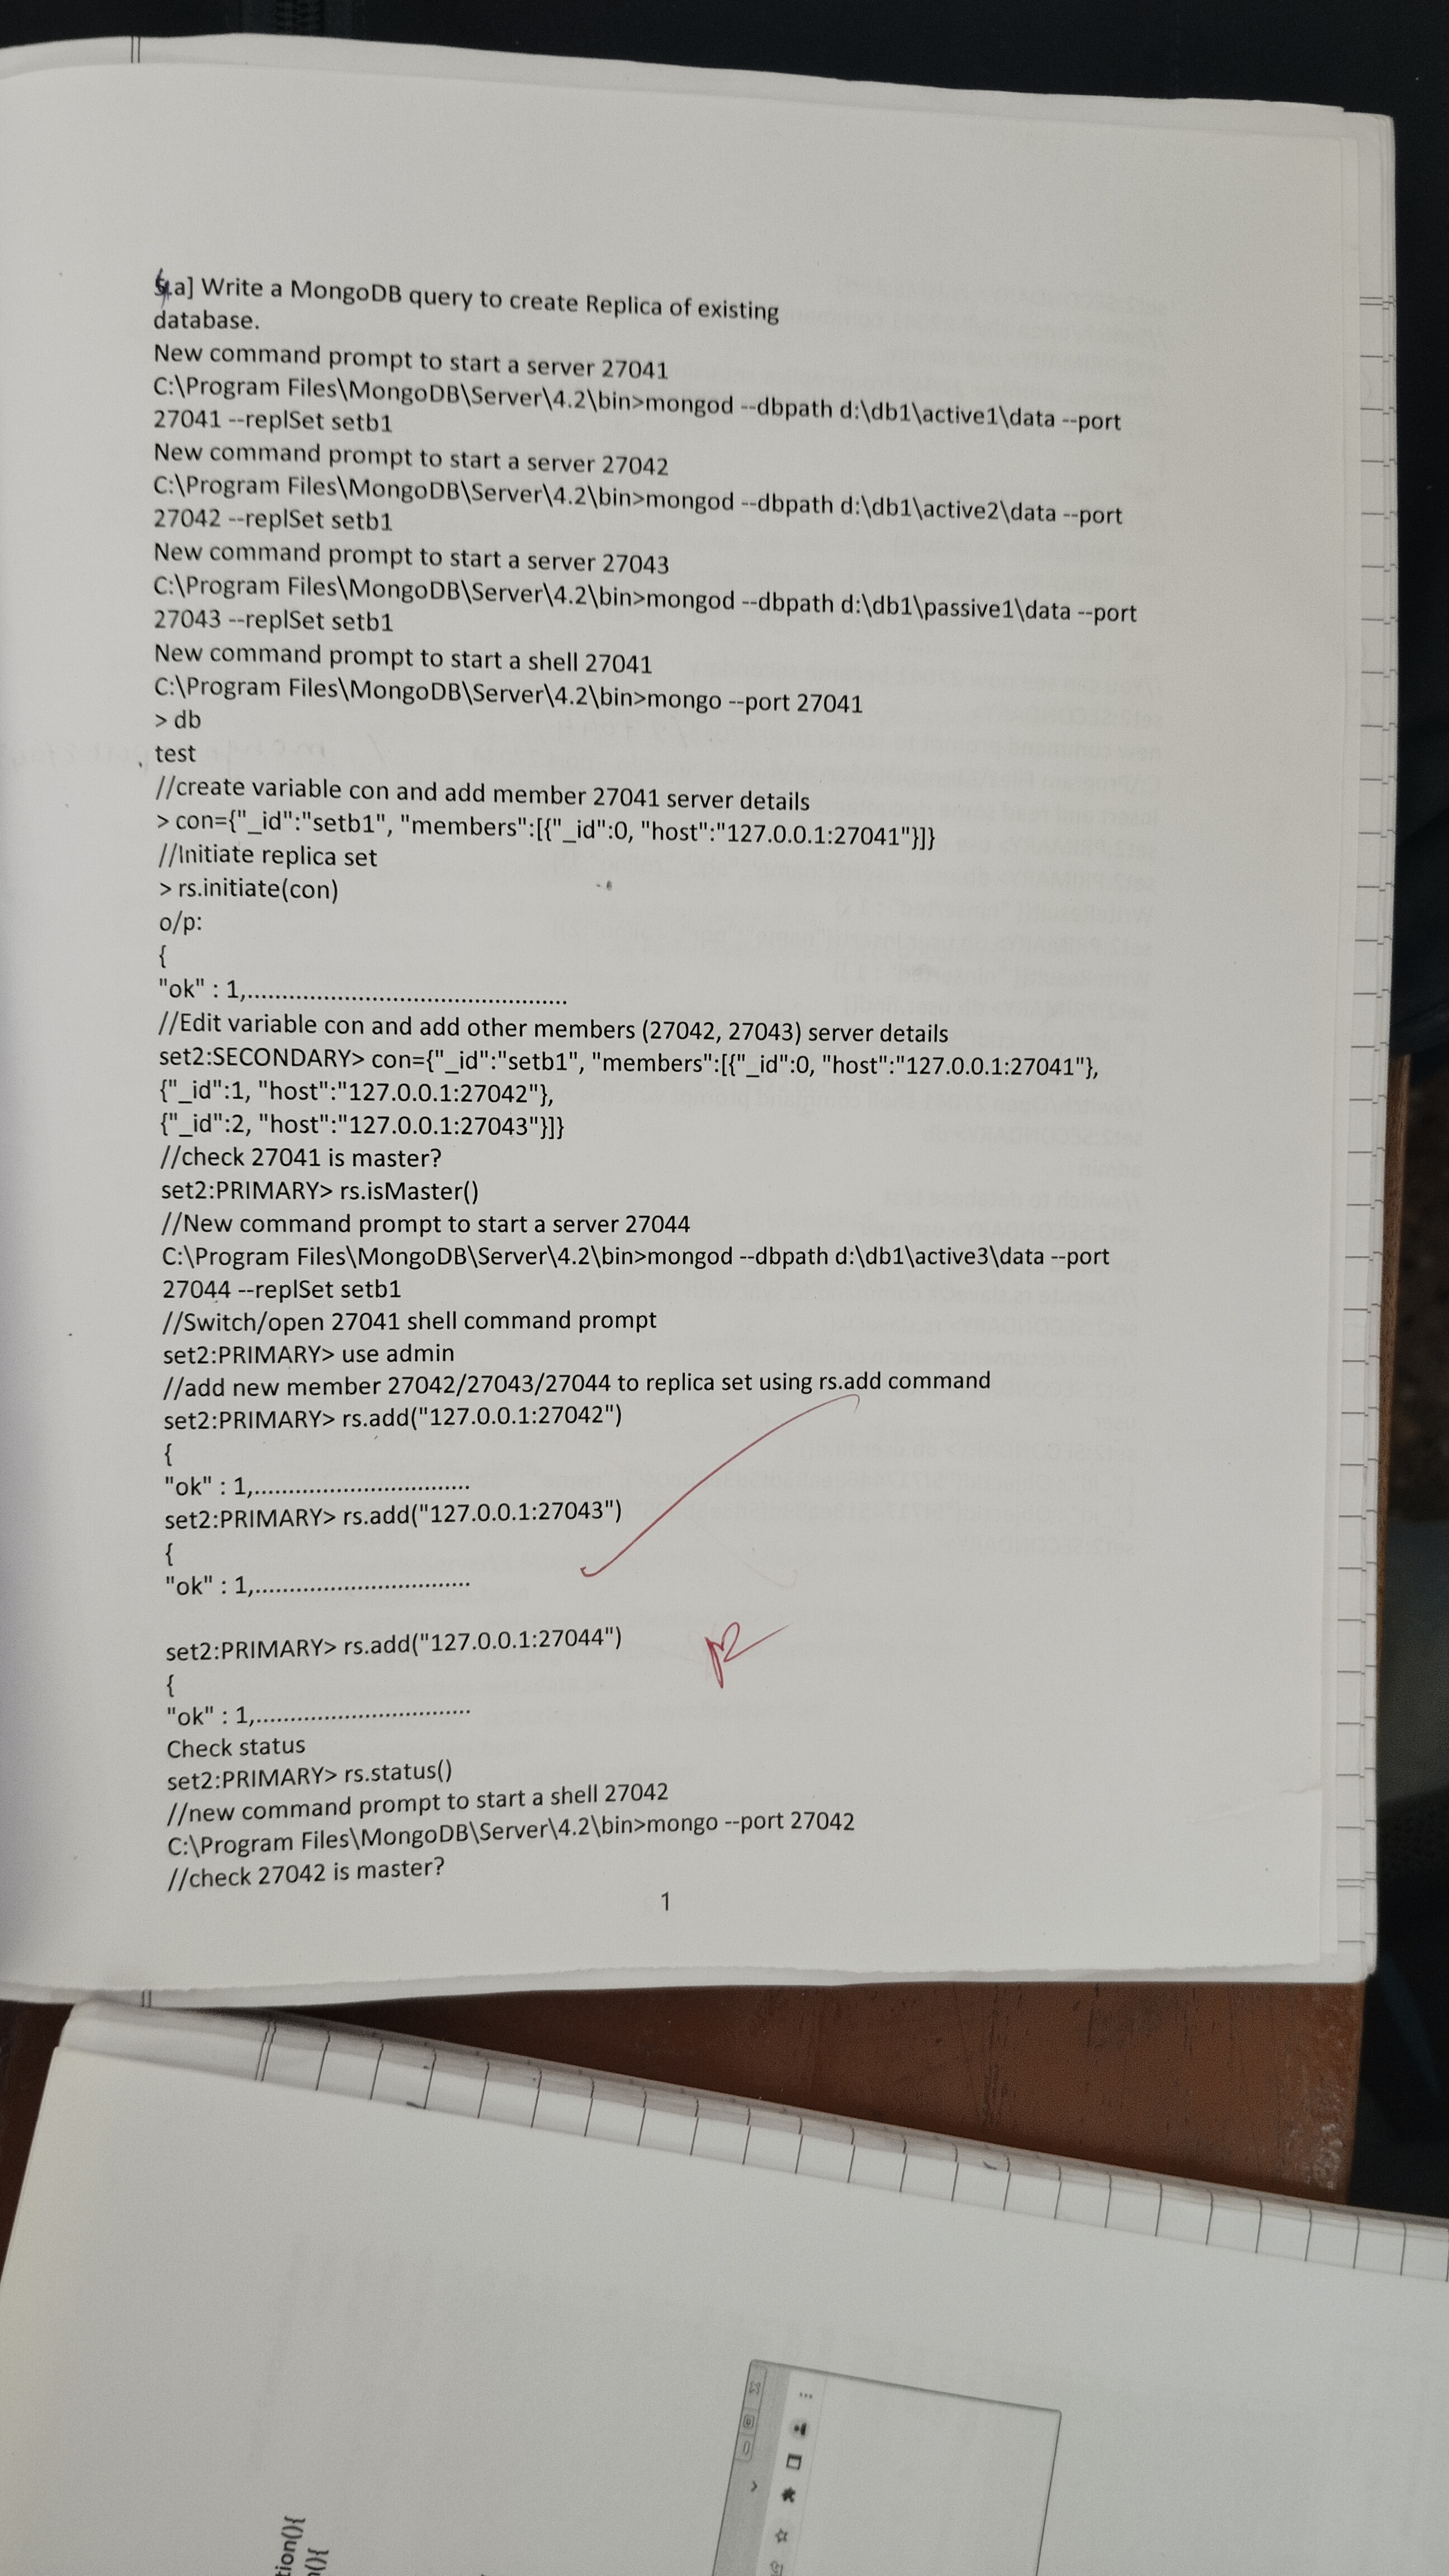 4.a] Write a MongoDB query to create Replica of existing
database.
New command prompt to start a server 27041
C:\Program Files\MongoDB\Server\4.2\bin>mongod --dbpath d:\db1\active1\data --port
27041 --replSet setb1
New command prompt to start a server 27042
C:\Program Files\MongoDB\Server\4.2\bin>mongod --dbpath d:\db1\active2\data --port
27042 --replSet setb1
New command prompt to start a server 27043
C:\Program Files\MongoDB\Server\4.2\bin>mongod --dbpath d:\db1\passive1\data --port
27043 --replSet setb1
New command prompt to start a shell 27041
C:\Program Files\MongoDB\Server\4.2\bin>mongo --port 27041
> db
test
//create variable con and add member 27041 server details
> con={"_id":"setb1", "members":[{"_id":0, "host":"127.0.0.1:27041"}]}
//Initiate replica set
> rs.initiate(con)
o/p:
{
"ok" : 1,..................................................
//Edit variable con and add other members (27042, 27043) server details
set2:SECONDARY> con={"_id":"setb1", "members":[{"_id":0, "host":"127.0.0.1:27041"},
{"_id":1, "host":"127.0.0.1:27042"},
{"_id":2, "host":"127.0.0.1:27043"}]}
//check 27041 is master?
set2:PRIMARY> rs.isMaster()
//New command prompt to start a server 27044
C:\Program Files\MongoDB\Server\4.2\bin>mongod --dbpath d:\db1\active3\data --port
27044 --replSet setb1
//Switch/open 27041 shell command prompt
set2:PRIMARY> use admin
//add new member 27042/27043/27044 to replica set using rs.add command
set2:PRIMARY> rs.add("127.0.0.1:27042")
{
"ok" : 1,..................................
set2:PRIMARY> rs.add("127.0.0.1:27043")
{
"ok" : 1,..................................
set2:PRIMARY> rs.add("127.0.0.1:27044")
{
"ok" : 1,..................................
Check status
set2:PRIMARY> rs.status()
//new command prompt to start a shell 27042
C:\Program Files\MongoDB\Server\4.2\bin>mongo --port 27042
//check 27042 is master?
1